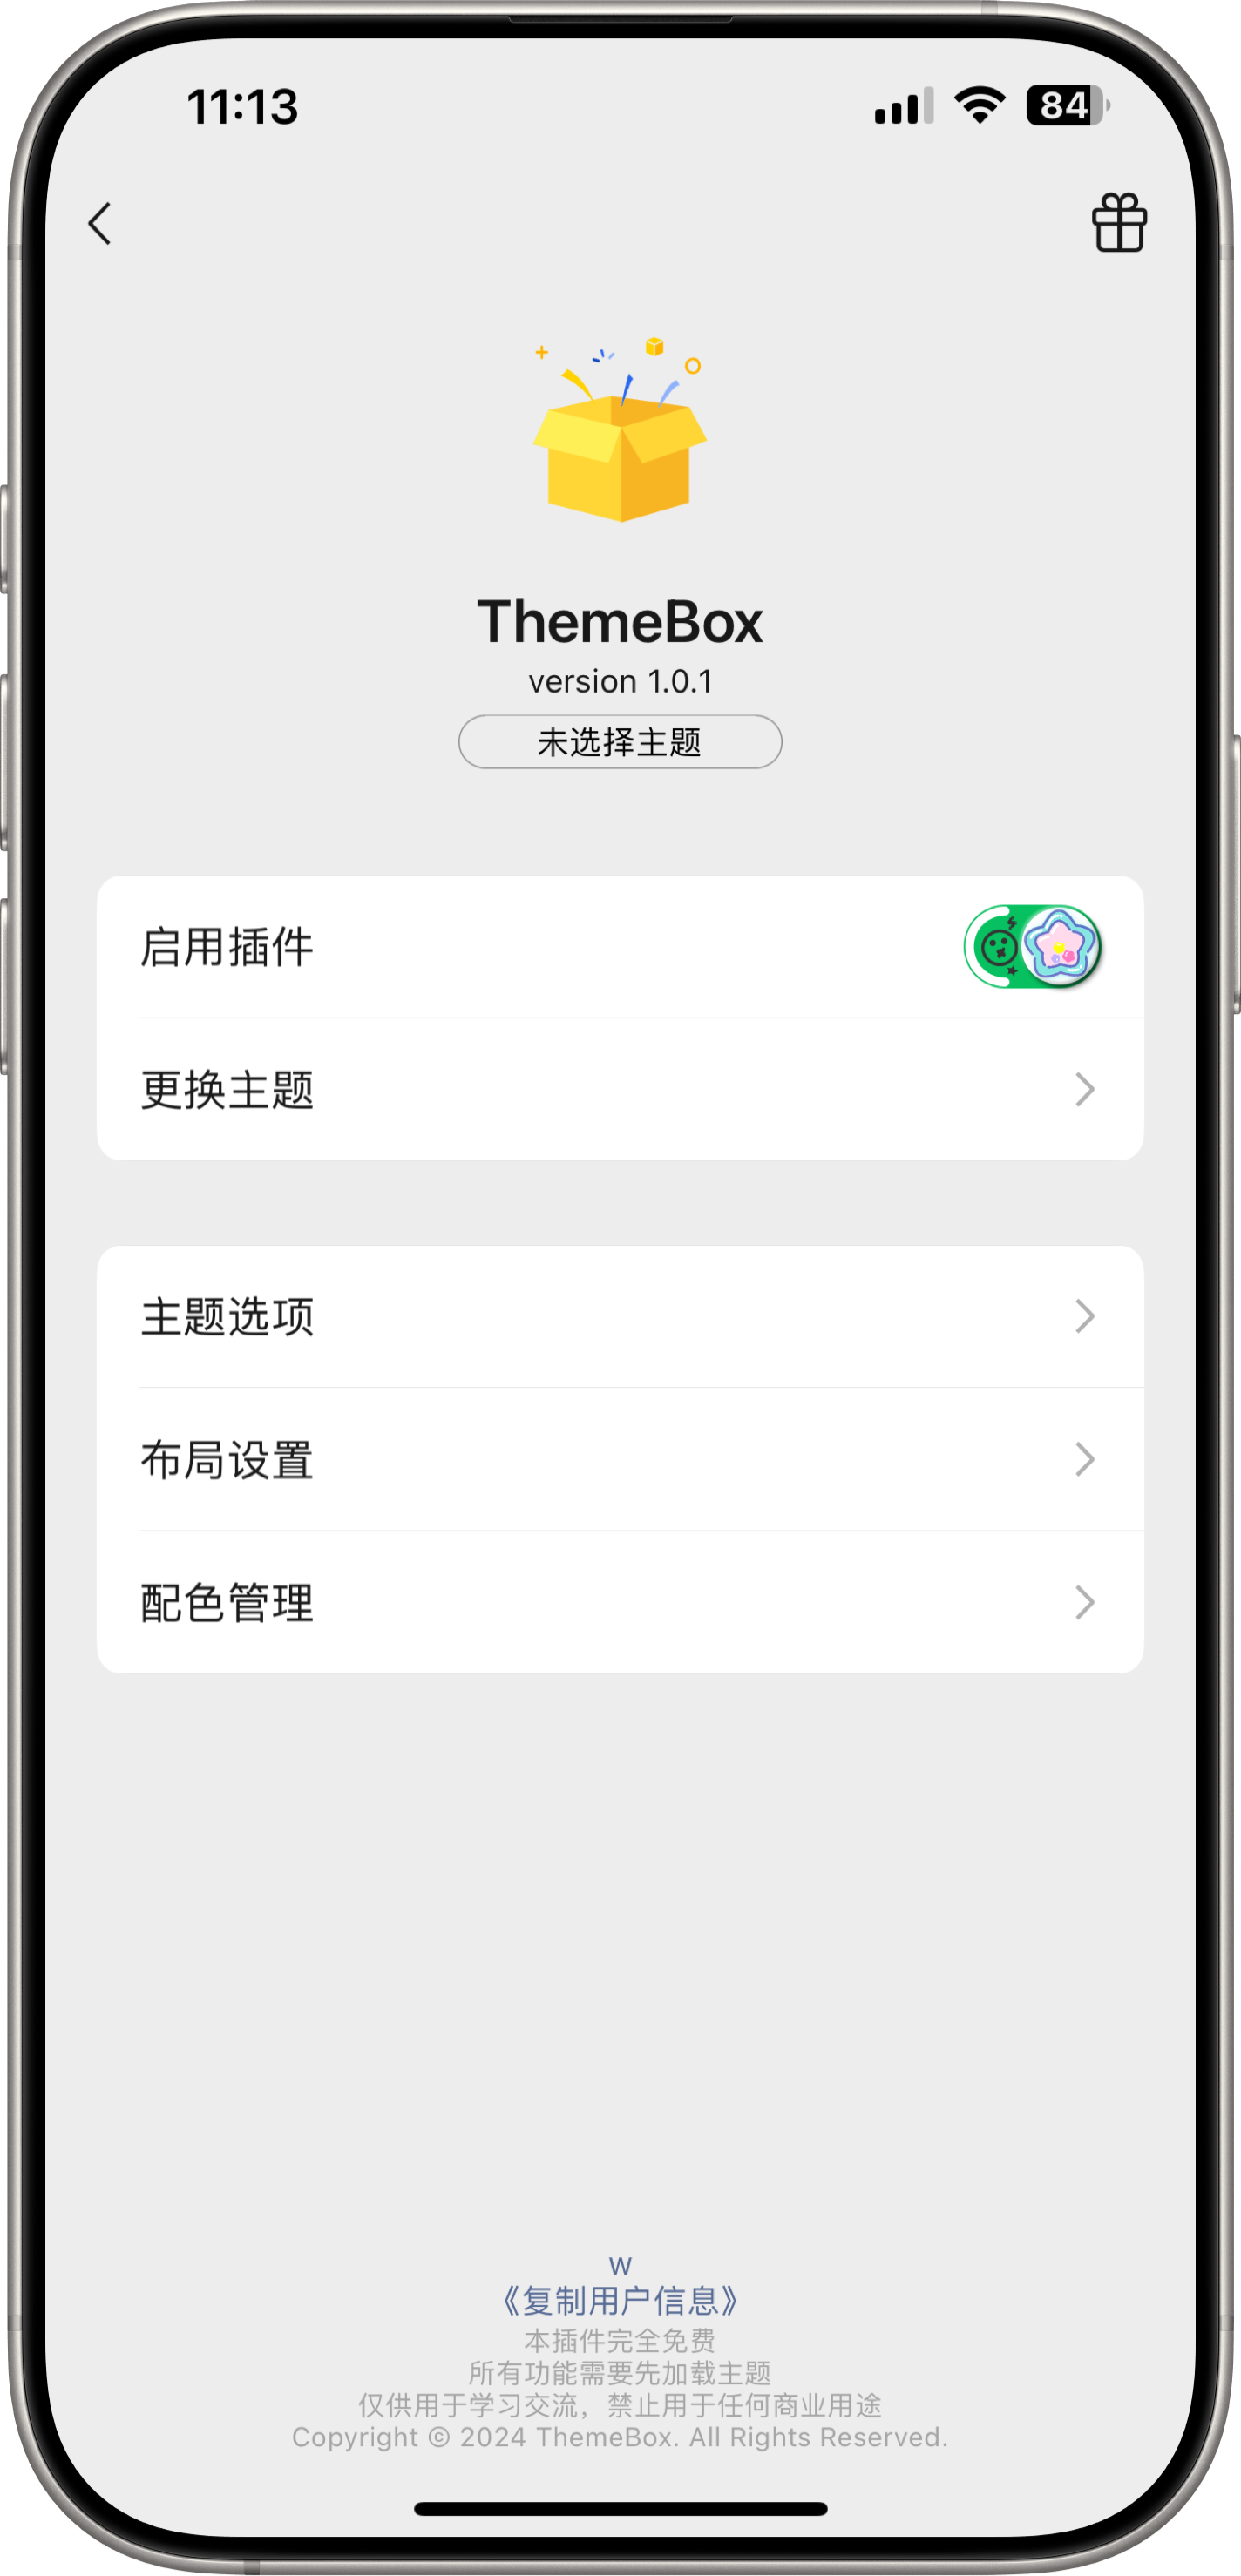 11:13
84
ThemeBox
version 1.0.1
未选择主题
启用插件
更换主题
主题选项
布局设置
配色管理
W
《复制用户信息》
本插件完全免费
所有功能需要先加载主题
仅供用于学习交流，禁止用于任何商业用途
Copyright © 2024 ThemeBox. All Rights Reserved.